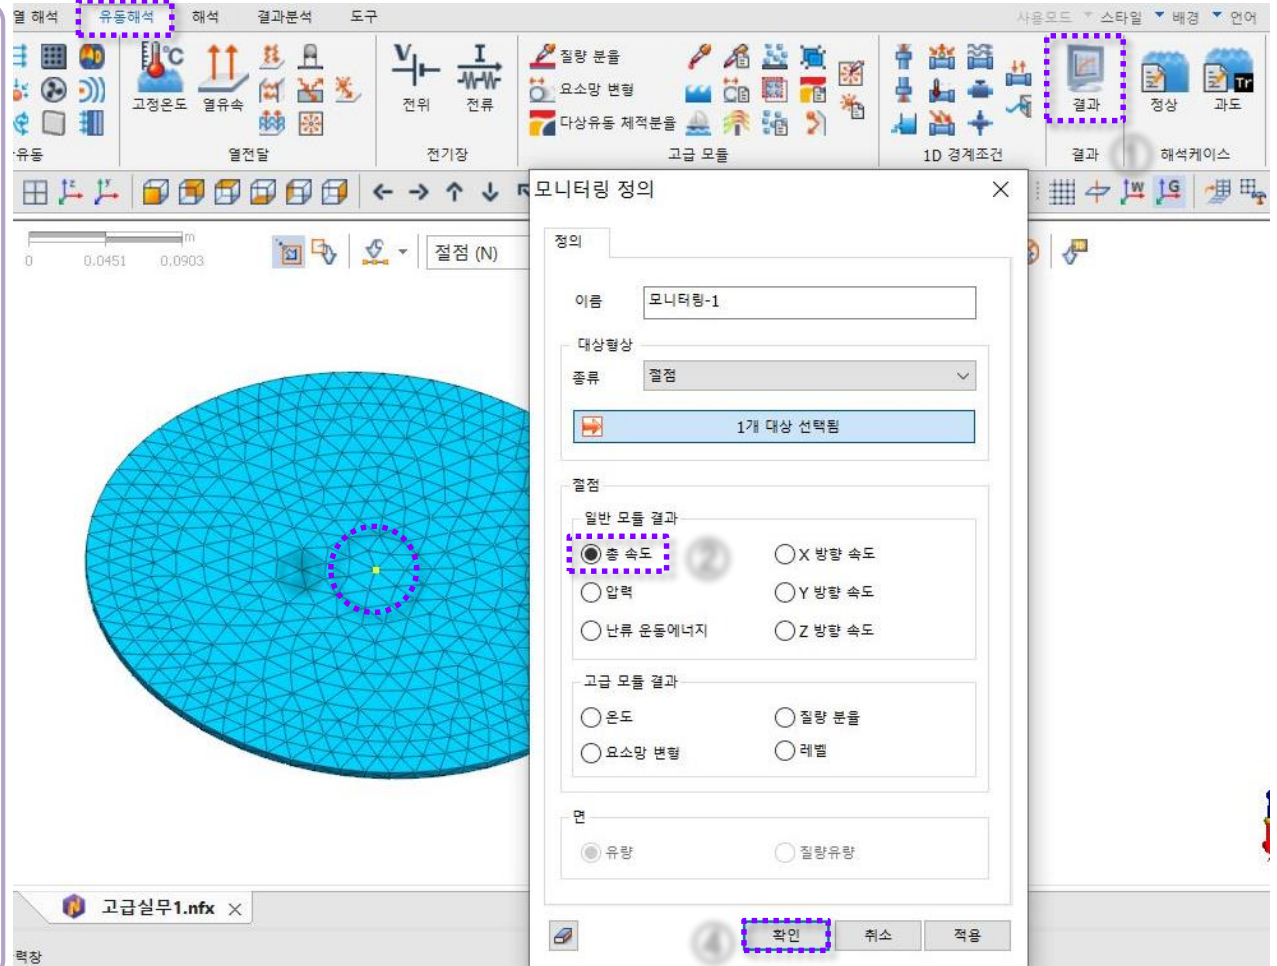 열 해석 유동해석 해석 결과분석 도구 사용모드 스타일 배경 언어
고정온도 열유속 전위 전류 질량 분율 결과 정상 과도
요소망 변형
다상유동 체적분율
유동 열전달 전기장 고급 모듈 1D 경계조건 결과 ① 해석케이스
모니터링 정의
m
0 0.0451 0.0903
절점 (N)
정의
이름 모니터링-1
대상형상
종류 절점
1개 대상 선택됨
절점
일반 모듈 결과
총 속도 ② X 방향 속도
압력 Y 방향 속도
난류 운동에너지 Z 방향 속도
고급 모듈 결과
온도 질량 분율
요소망 변형 레벨
면
유량 질량유량
고급실무1.nfx
④ 확인 취소 적용
력창